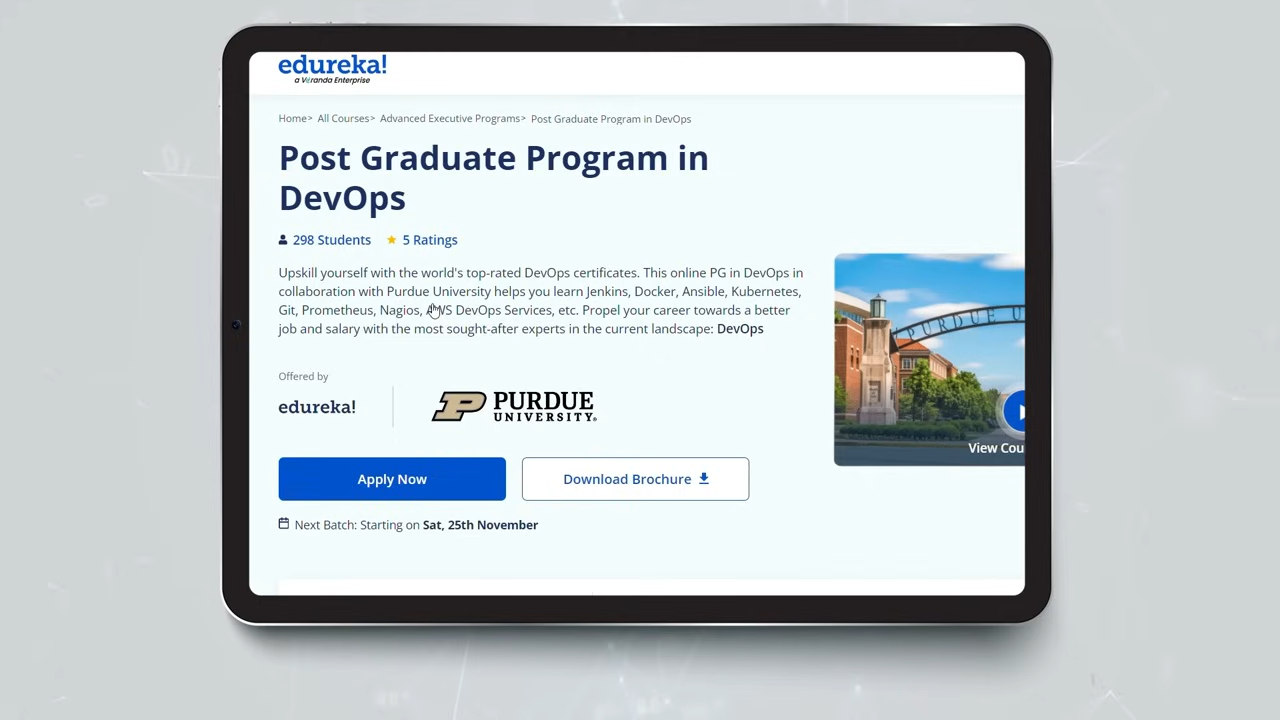 edureka!
a Veranda Enterprise
Home> All Courses> Advanced Executive Programs> Post Graduate Program in DevOps
Post Graduate Program in
DevOps
298 Students 5 Ratings
Upskill yourself with the world's top-rated DevOps certificates. This online PG in DevOps in
collaboration with Purdue University helps you learn Jenkins, Docker, Ansible, Kubernetes,
Git, Prometheus, Nagios, AWS DevOps Services, etc. Propel your career towards a better
job and salary with the most sought-after experts in the current landscape: DevOps
PURDUE U
Offered by
edureka!
P PURDUE
UNIVERSITY®
View Cou
Apply Now
Download Brochure
Next Batch: Starting on Sat, 25th November